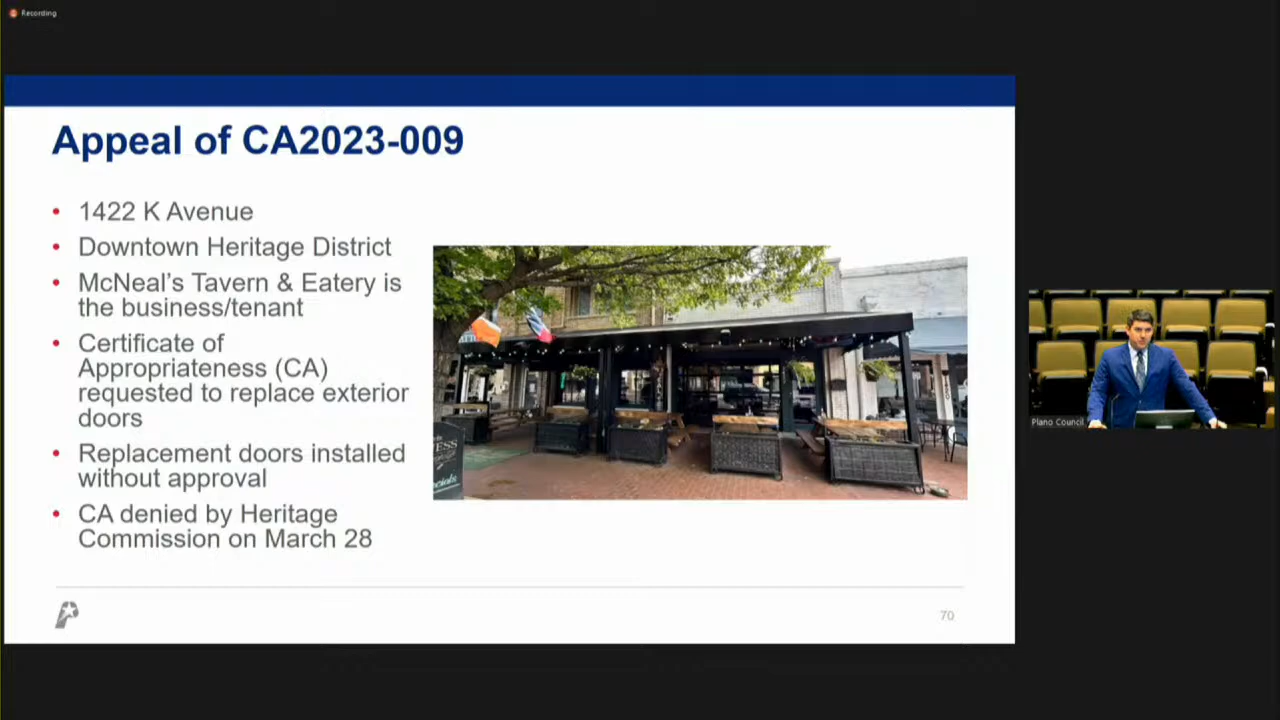 Recording
Appeal of CA2023-009
• 1422 K Avenue
• Downtown Heritage District
• McNeal's Tavern & Eatery is
the business/tenant
• Certificate of
Appropriateness (CA)
requested to replace exterior
doors
• Replacement doors installed
without approval
• CA denied by Heritage
Commission on March 28
70
Plano Council